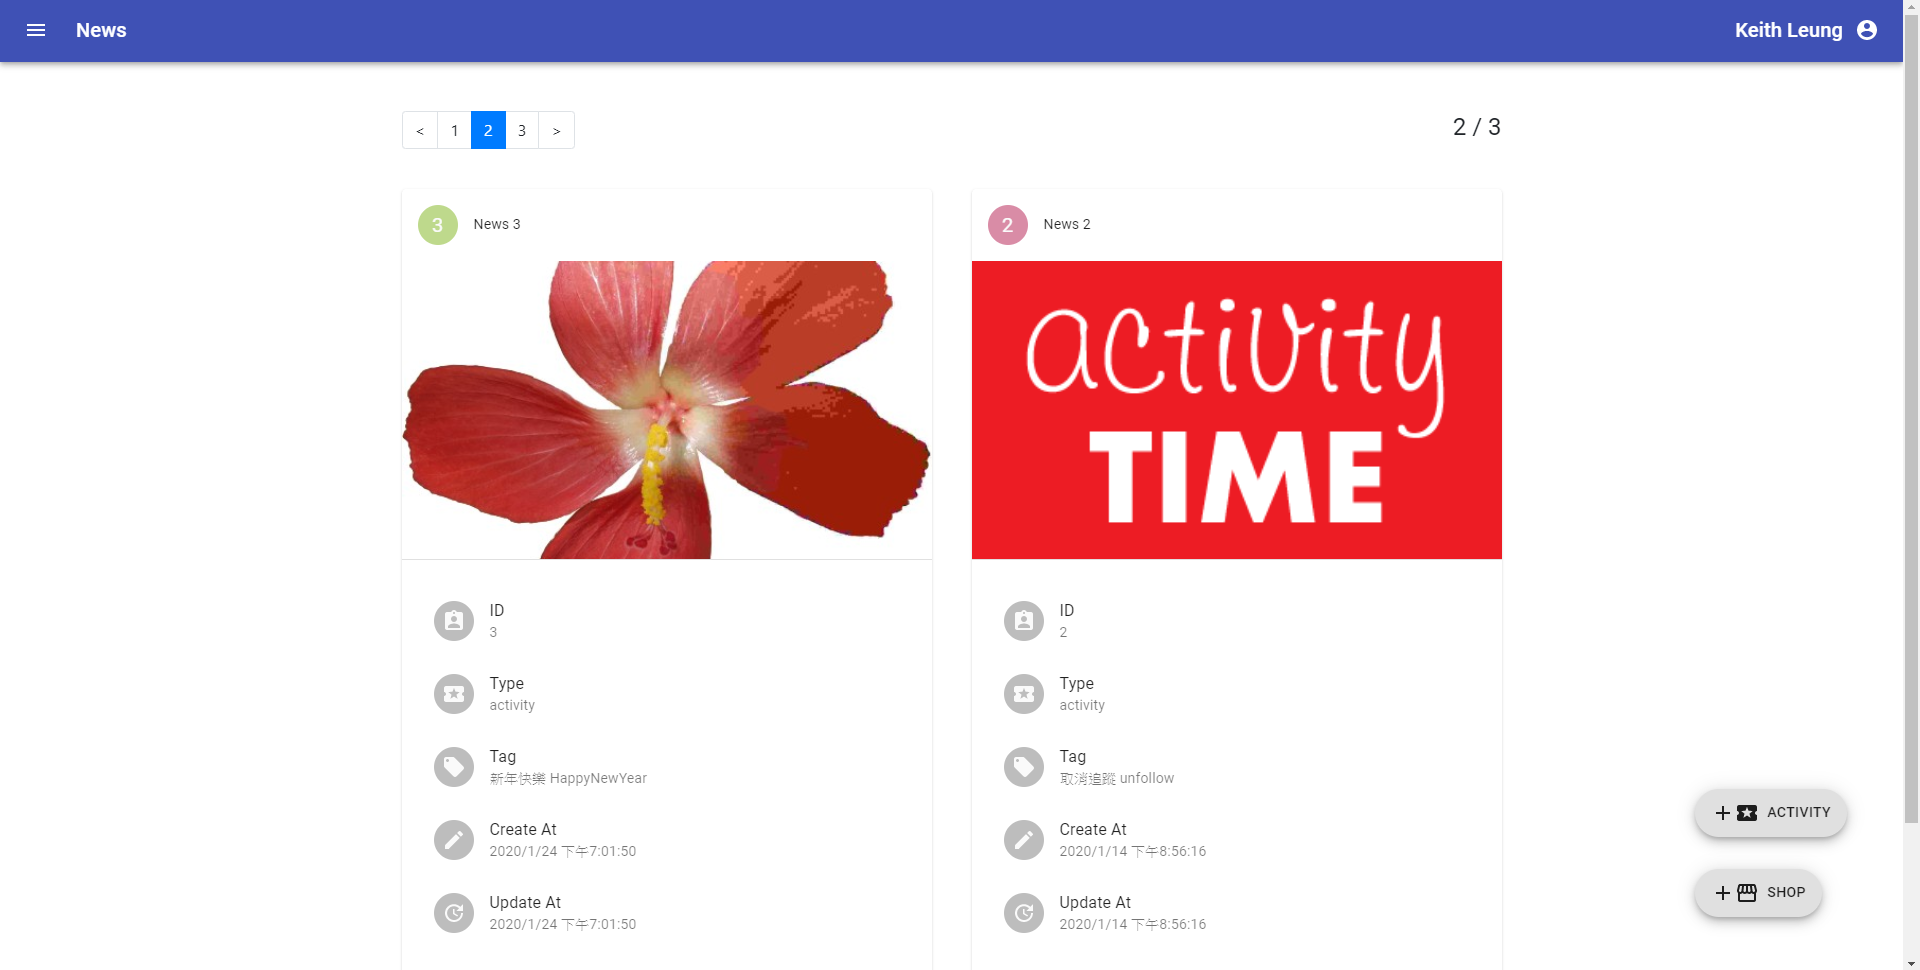 News
Keith Leung
< 1 2 3 >
2 / 3
3 News 3
ID
3
Type
activity
Tag
新年快樂 HappyNewYear
Create At
2020/1/24 下午7:01:50
Update At
2020/1/24 下午7:01:50
2 News 2
activity
TIME
ID
2
Type
activity
Tag
取消追蹤 unfollow
Create At
2020/1/14 下午8:56:16
Update At
2020/1/14 下午8:56:16
ACTIVITY
SHOP